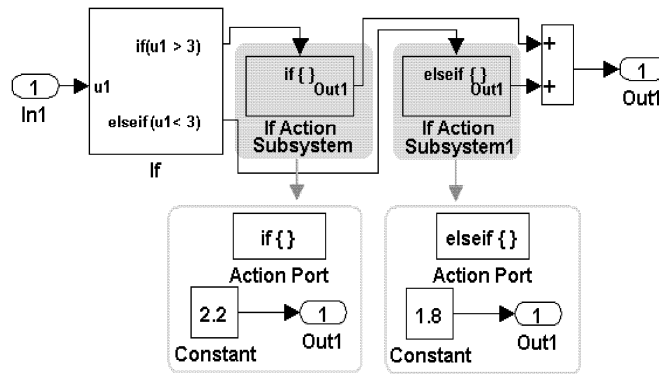 1
In1
u1
if(u1 > 3)
elseif(u1< 3)
If
if { }
Out1
If Action
Subsystem
elseif { }
Out1
If Action
Subsystem1
+
+
1
Out1
if { }
Action Port
2.2
Constant
1
Out1
elseif { }
Action Port
1.8
Constant
1
Out1